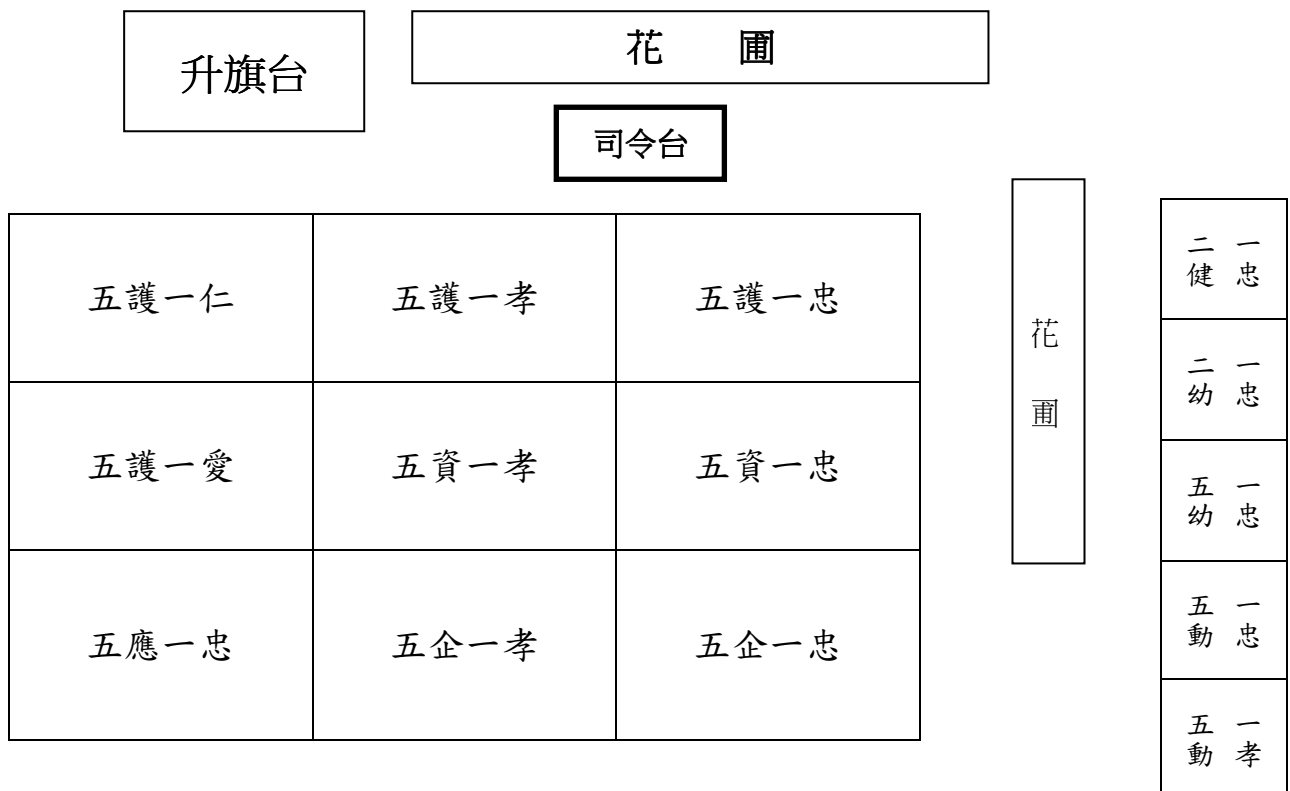 升旗台
花 圃
司令台
五護一仁
五護一孝
五護一忠
五護一愛
五資一孝
五資一忠
五應一忠
五企一孝
五企一忠
花
圃
二 一
健 忠
二 一
幼 忠
五 一
幼 忠
五 一
動 忠
五 一
動 孝